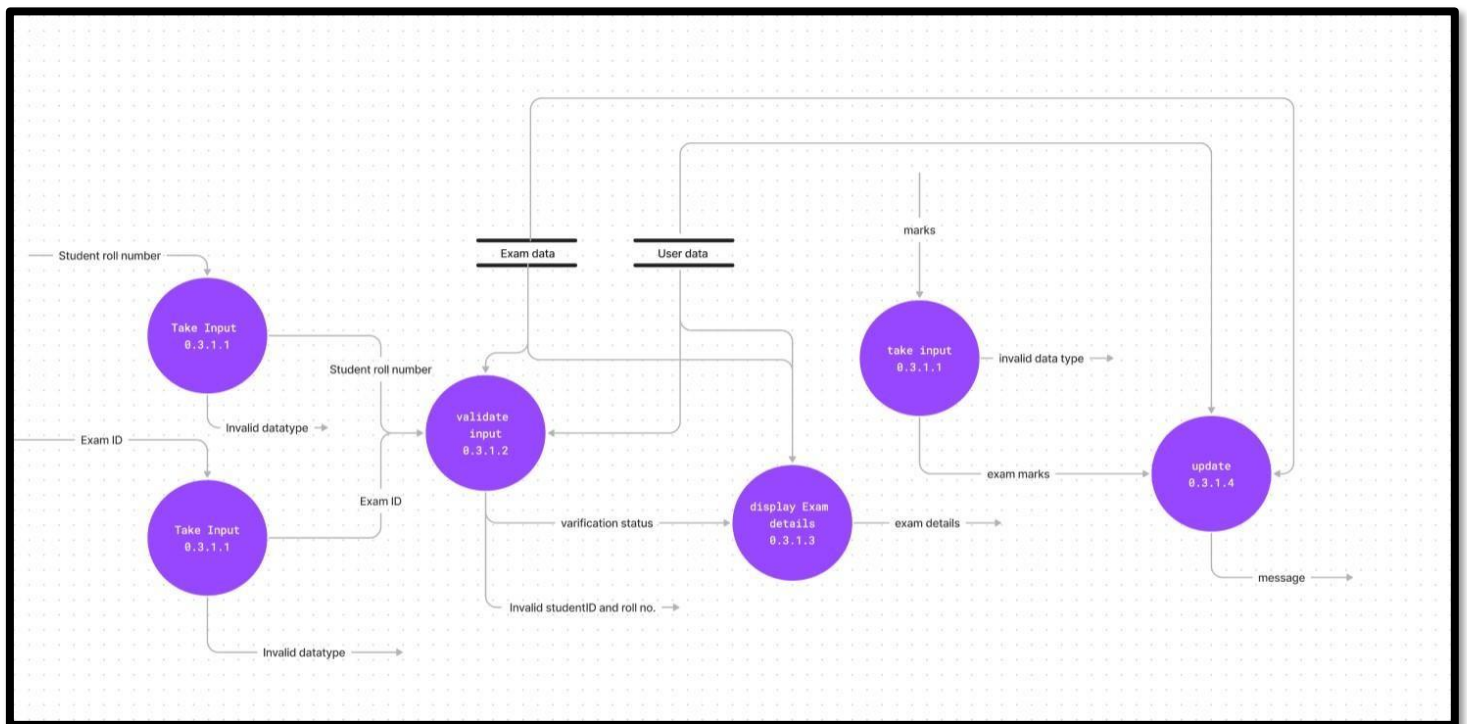 Student roll number
Take Input
0.3.1.1
Student roll number
Invalid datatype
Exam ID
Take Input
0.3.1.1
Exam ID
Invalid datatype
Exam data
User data
validate
input
0.3.1.2
varification status
Invalid studentID and roll no.
display Exam
details
0.3.1.3
exam details
marks
take input
0.3.1.1
invalid data type
exam marks
update
0.3.1.4
message